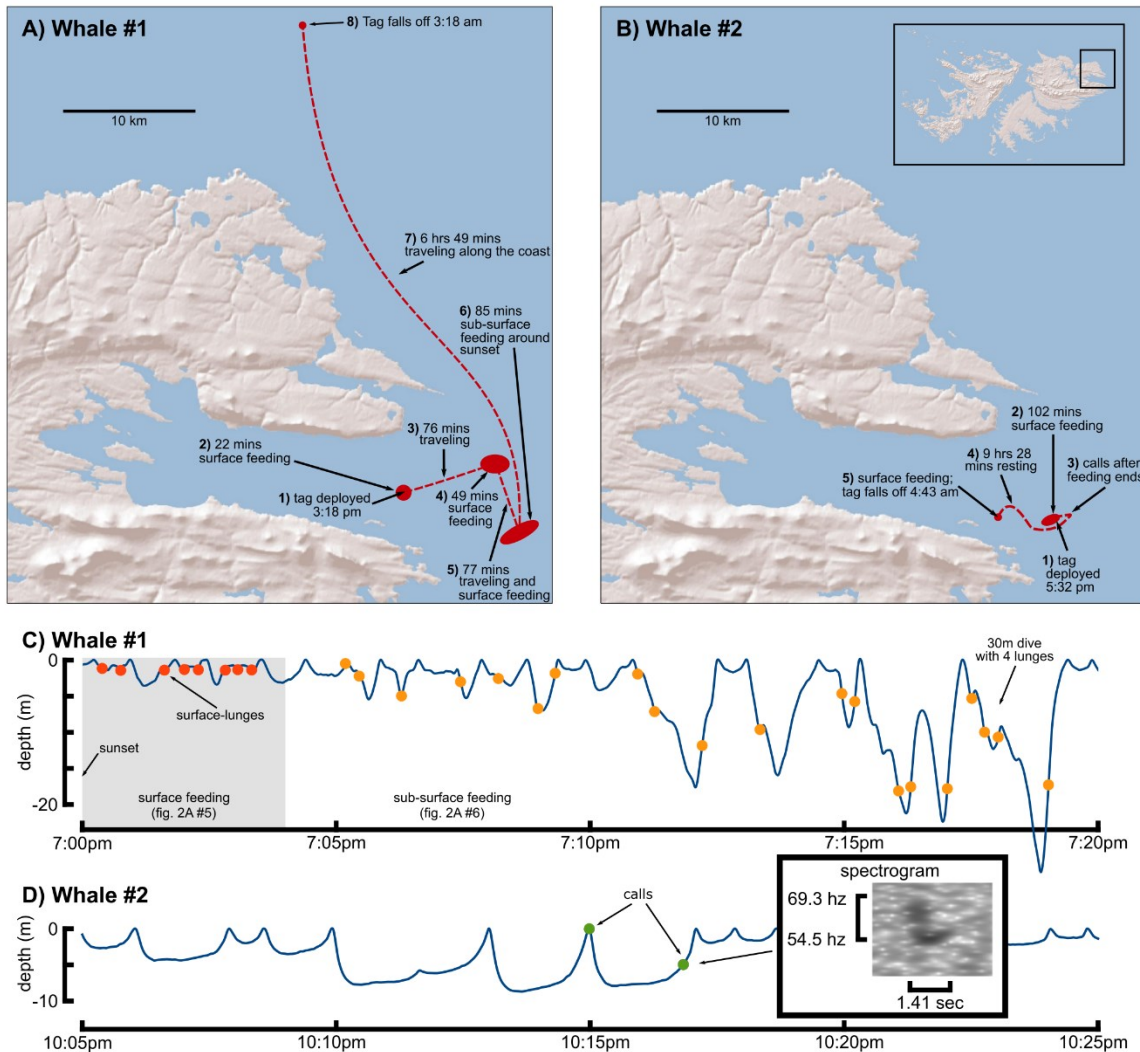 A) Whale #1
8) Tag falls off 3:18 am
10 km
7) 6 hrs 49 mins
traveling along the coast
6) 85 mins
sub-surface
feeding around
sunset
3) 76 mins
traveling
2) 22 mins
surface feeding
1) tag deployed
3:18 pm
4) 49 mins
surface
feeding
5) 77 mins
traveling and
surface feeding
B) Whale #2
10 km
2) 102 mins
surface feeding
4) 9 hrs 28
mins resting
3) calls after
feeding ends
5) surface feeding;
tag falls off 4:43 am
1) tag
deployed
5:32 pm
C) Whale #1
30m dive
with 4 lunges
0
depth (m)
-20
surface-lunges
sunset
surface feeding
(fig. 2A #5)
sub-surface feeding
(fig. 2A #6)
7:00pm
7:05pm
7:10pm
7:15pm
7:20pm
D) Whale #2
calls
spectrogram
69.3 hz
54.5 hz
1.41 sec
0
depth (m)
-10
10:05pm
10:10pm
10:15pm
10:20pm
10:25pm